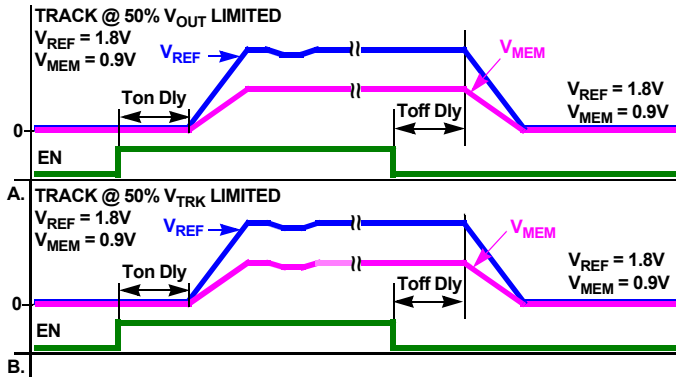 TRACK @ 50% VOUT LIMITED
VREF = 1.8V
VMEM = 0.9V
VREF
VMEM
VREF = 1.8V
VMEM = 0.9V
Ton Dly
Toff Dly
0
EN
A.
TRACK @ 50% VTRK LIMITED
VREF = 1.8V
VMEM = 0.9V
VREF
VMEM
VREF = 1.8V
VMEM = 0.9V
Ton Dly
Toff Dly
0
EN
B.